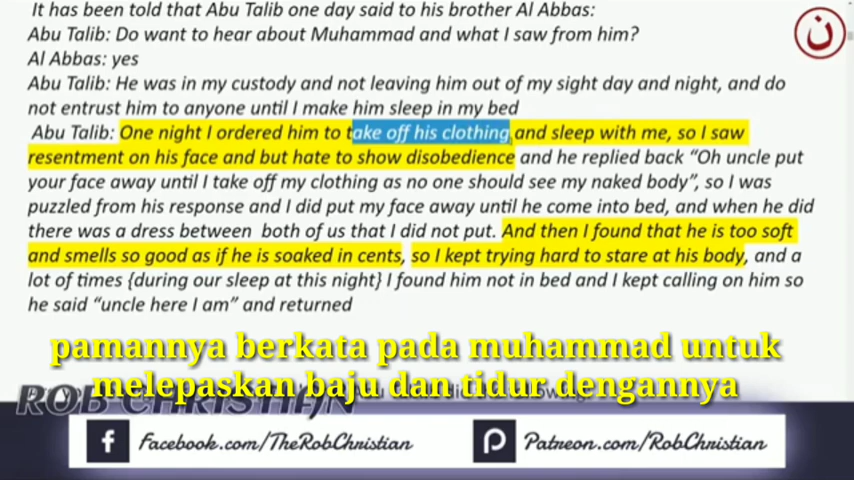 It has been told that Abu Talib one day said to his brother Al Abbas:
Abu Talib: Do want to hear about Muhammad and what I saw from him?
Al Abbas: yes
Abu Talib: He was in my custody and not leaving him out of my sight day and night, and do
not entrust him to anyone until I make him sleep in my bed
Abu Talib: One night I ordered him to take off his clothing and sleep with me, so I saw
resentment on his face and but hate to show disobedience and he replied back “Oh uncle put
your face away until I take off my clothing as no one should see my naked body”, so I was
puzzled from his response and I did put my face away until he come into bed, and when he did
there was a dress between both of us that I did not put. And then I found that he is too soft
and smells so good as if he is soaked in cents, so I kept trying hard to stare at his body, and a
lot of times {during our sleep at this night} I found him not in bed and I kept calling on him so
he said “uncle here I am” and returned
pamannya berkata pada muhammad untuk
melepaskan baju dan tidur dengannya
ROB CHRISTIAN
Facebook.com/TheRobChristian
Patreon.com/RobChristian
ن